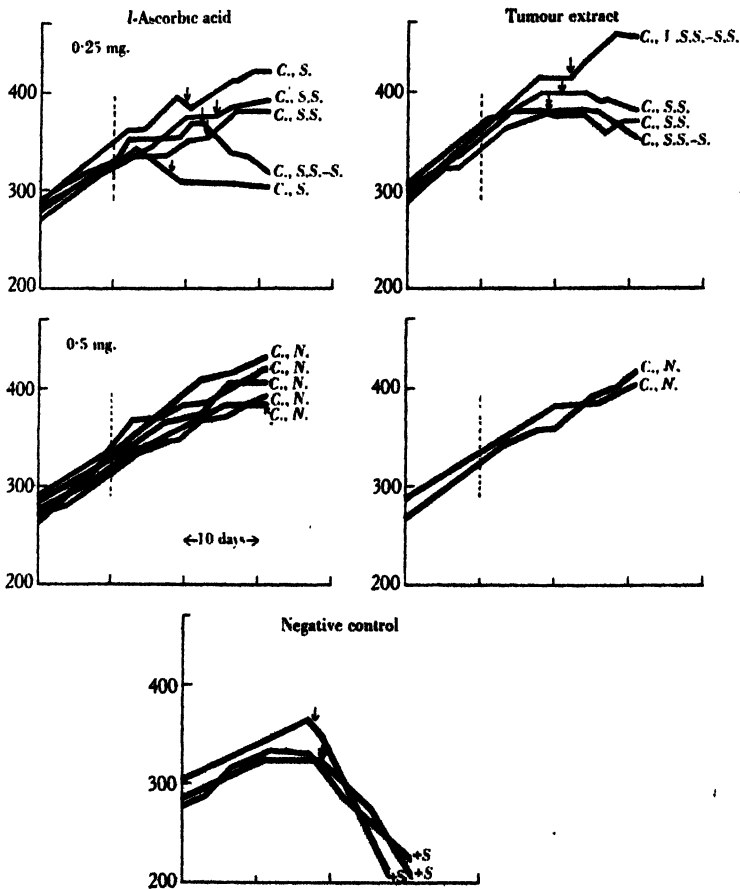 l-Ascorbic acid
Tumour extract
0·25 mg.
400
300
200
C., S.
C., S.S.
C., S.S.
C., S.S.–S.
C., S.
400
300
200
S.S.–S.S.
C., S.S.
C., S.S.
C., S.S.–S.
0·5 mg.
400
300
200
C., N.
C., N.
C., N.
C., N.
C., N.
10 days
400
300
200
C., N.
C., N.
Negative control
400
300
200
+S
+S
+S